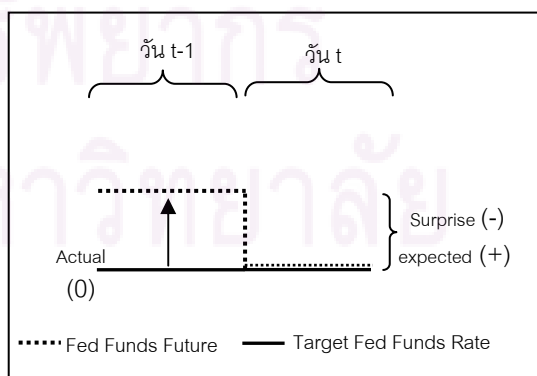 วัน t-1
วัน t
Actual
(0)
Surprise (-)
expected (+)
Fed Funds Future
Target Fed Funds Rate